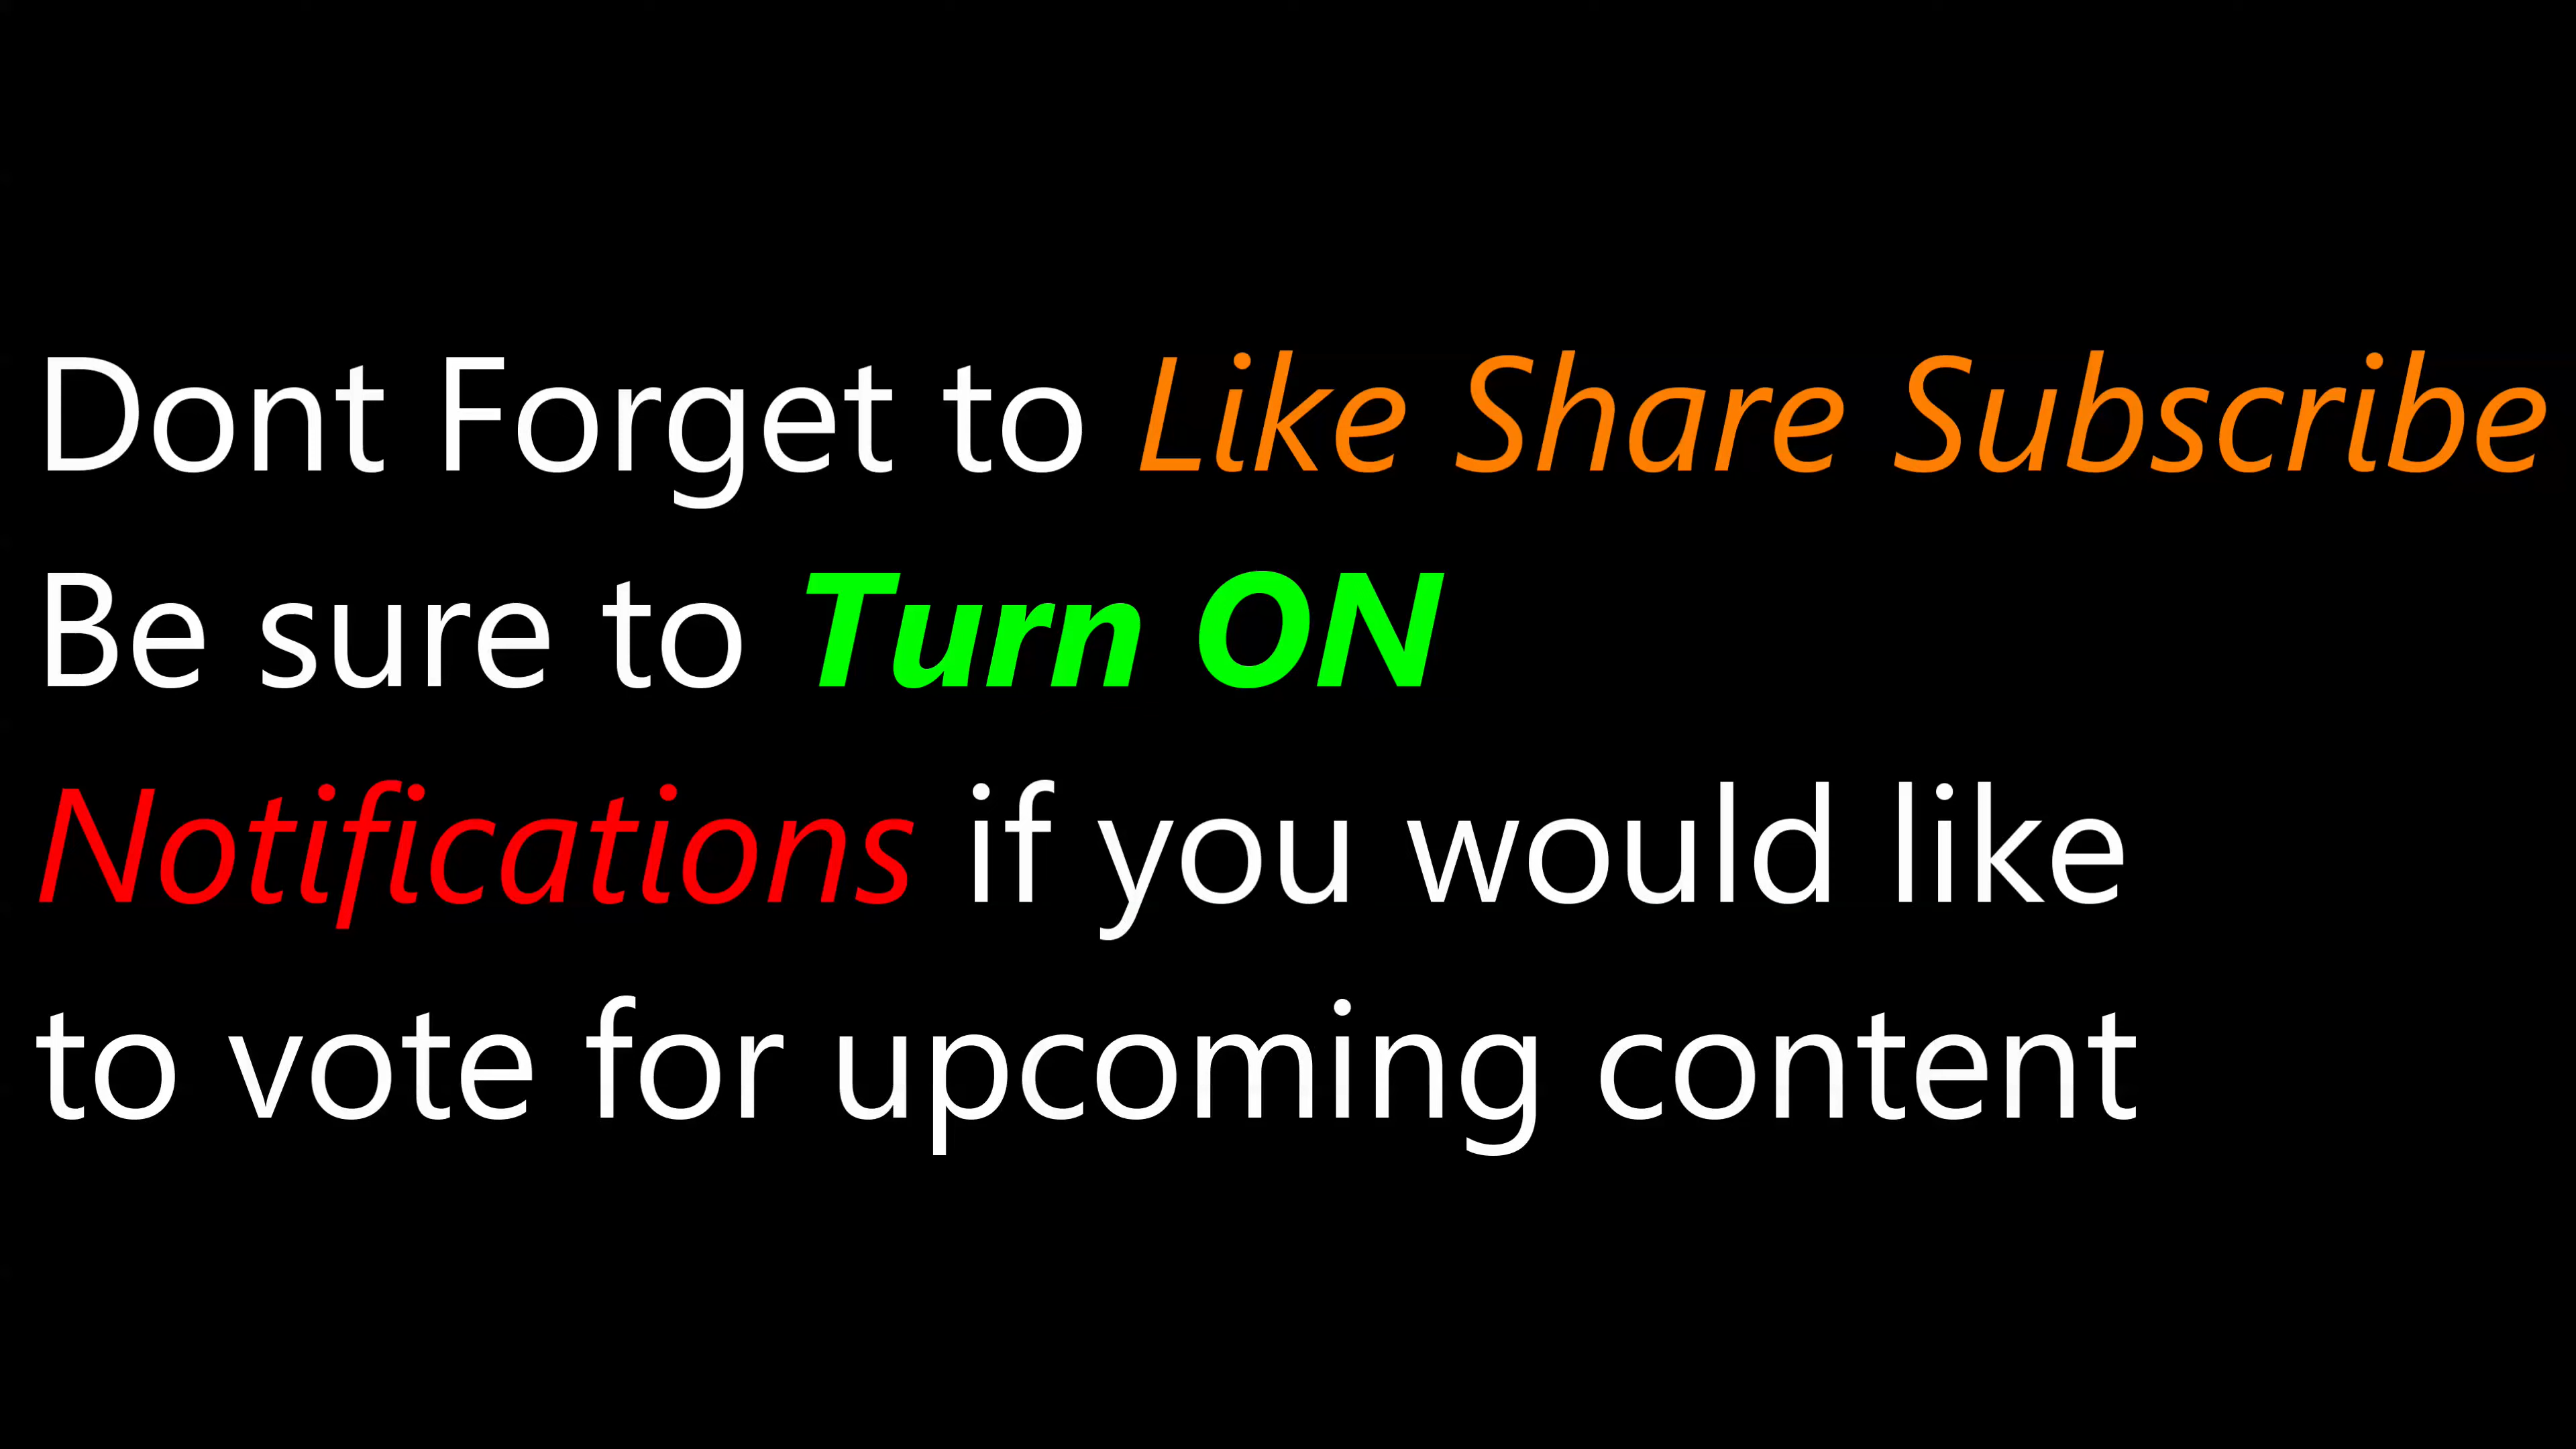 Dont Forget to Like Share Subscribe
Be sure to Turn ON
Notifications if you would like
to vote for upcoming content